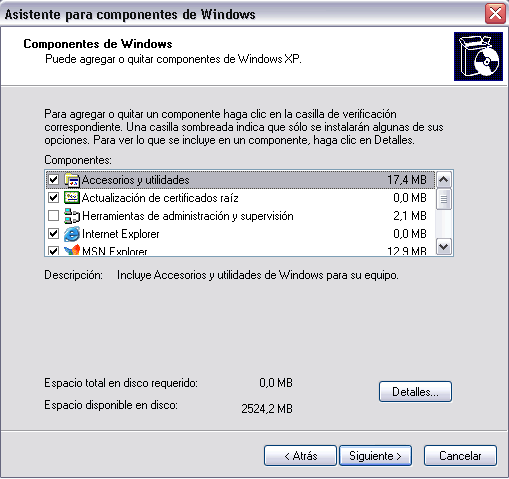 Asistente para componentes de Windows
Componentes de Windows
Puede agregar o quitar componentes de Windows XP.
Para agregar o quitar un componente haga clic en la casilla de verificación
correspondiente. Una casilla sombreada indica que sólo se instalarán algunas de sus
opciones. Para ver lo que se incluye en un componente, haga clic en Detalles.
Componentes:
Accesorios y utilidades 17,4 MB
Actualización de certificados raíz 0,0 MB
Herramientas de administración y supervisión 2,1 MB
Internet Explorer 0,0 MB
MSN Explorer 12,9 MB
Descripción: Incluye Accesorios y utilidades de Windows para su equipo.
Espacio total en disco requerido: 0,0 MB
Espacio disponible en disco: 2524,2 MB
Detalles...
< Atrás Siguiente > Cancelar